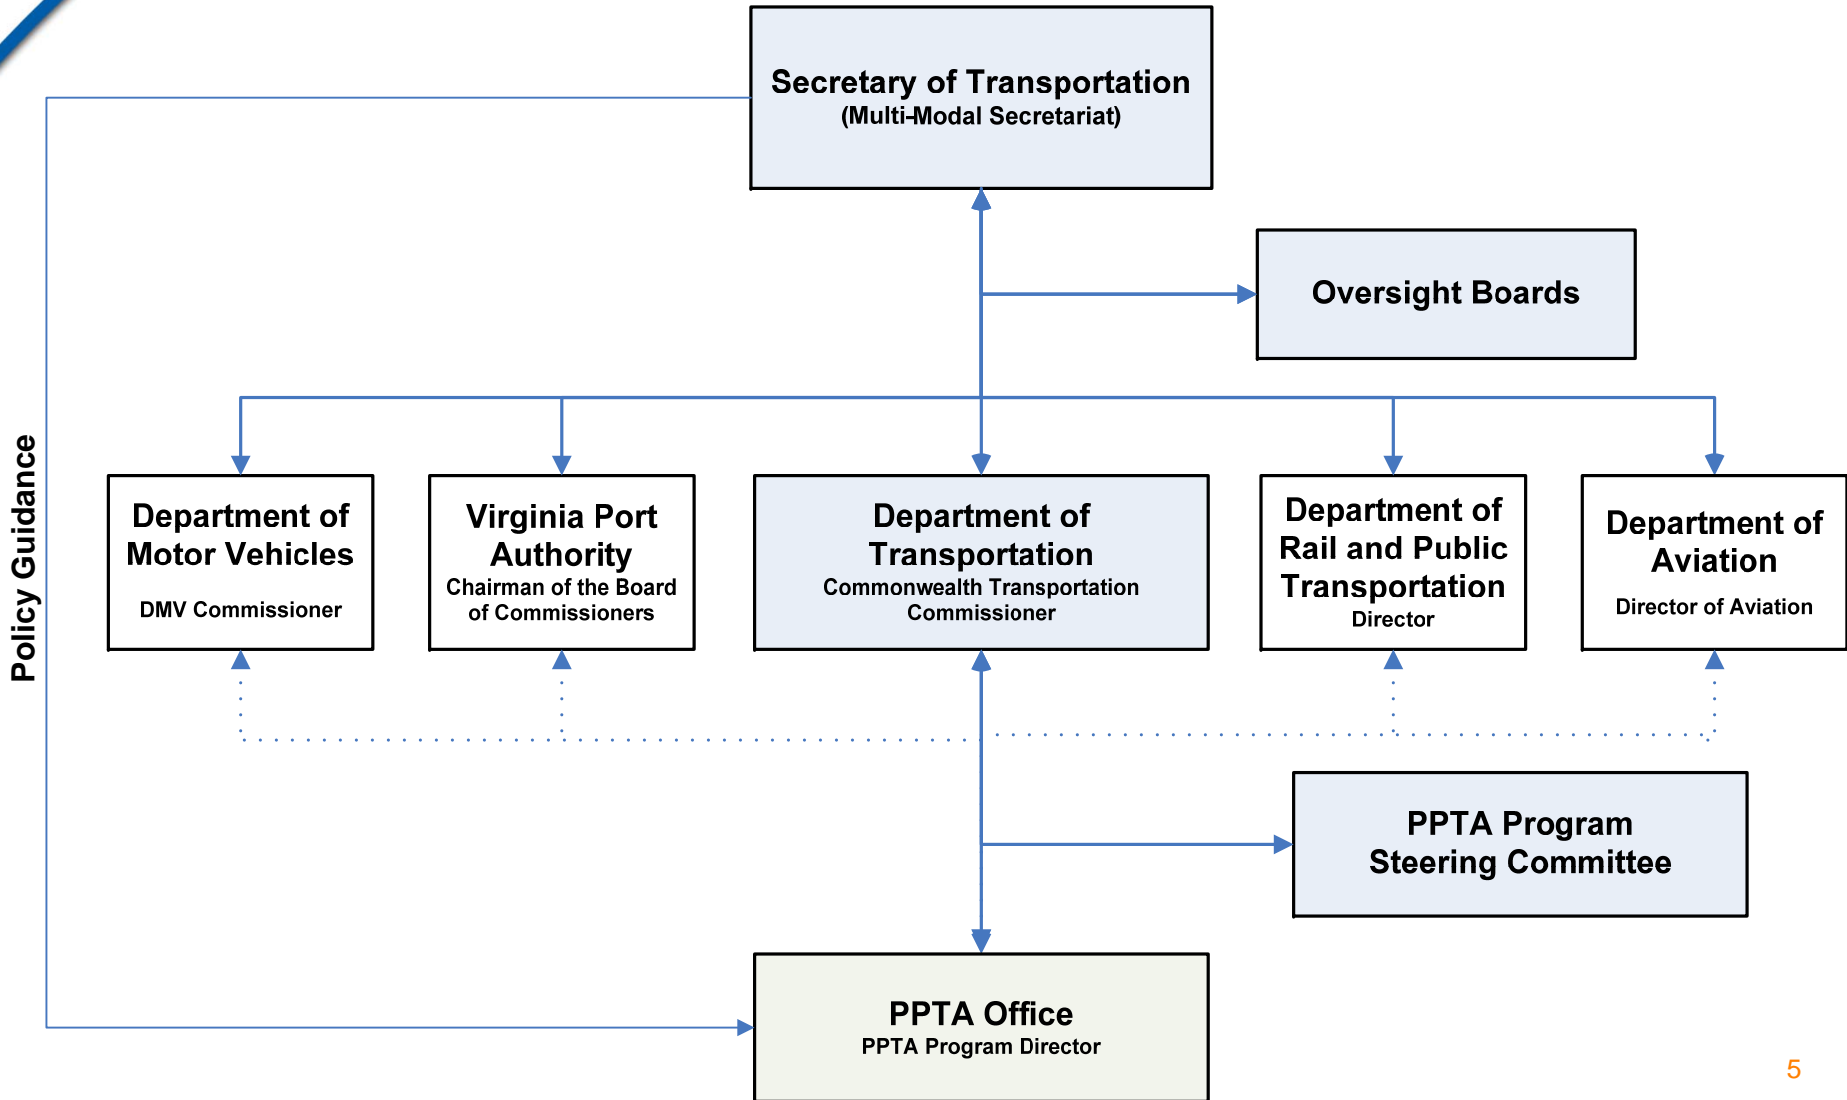 Secretary of Transportation
(Multi-Modal Secretariat)
Oversight Boards
Policy Guidance
Department of
Motor Vehicles
DMV Commissioner
Virginia Port
Authority
Chairman of the Board
of Commissioners
Department of
Transportation
Commonwealth Transportation
Commissioner
Department of
Rail and Public
Transportation
Director
Department of
Aviation
Director of Aviation
PPTA Program
Steering Committee
PPTA Office
PPTA Program Director
5